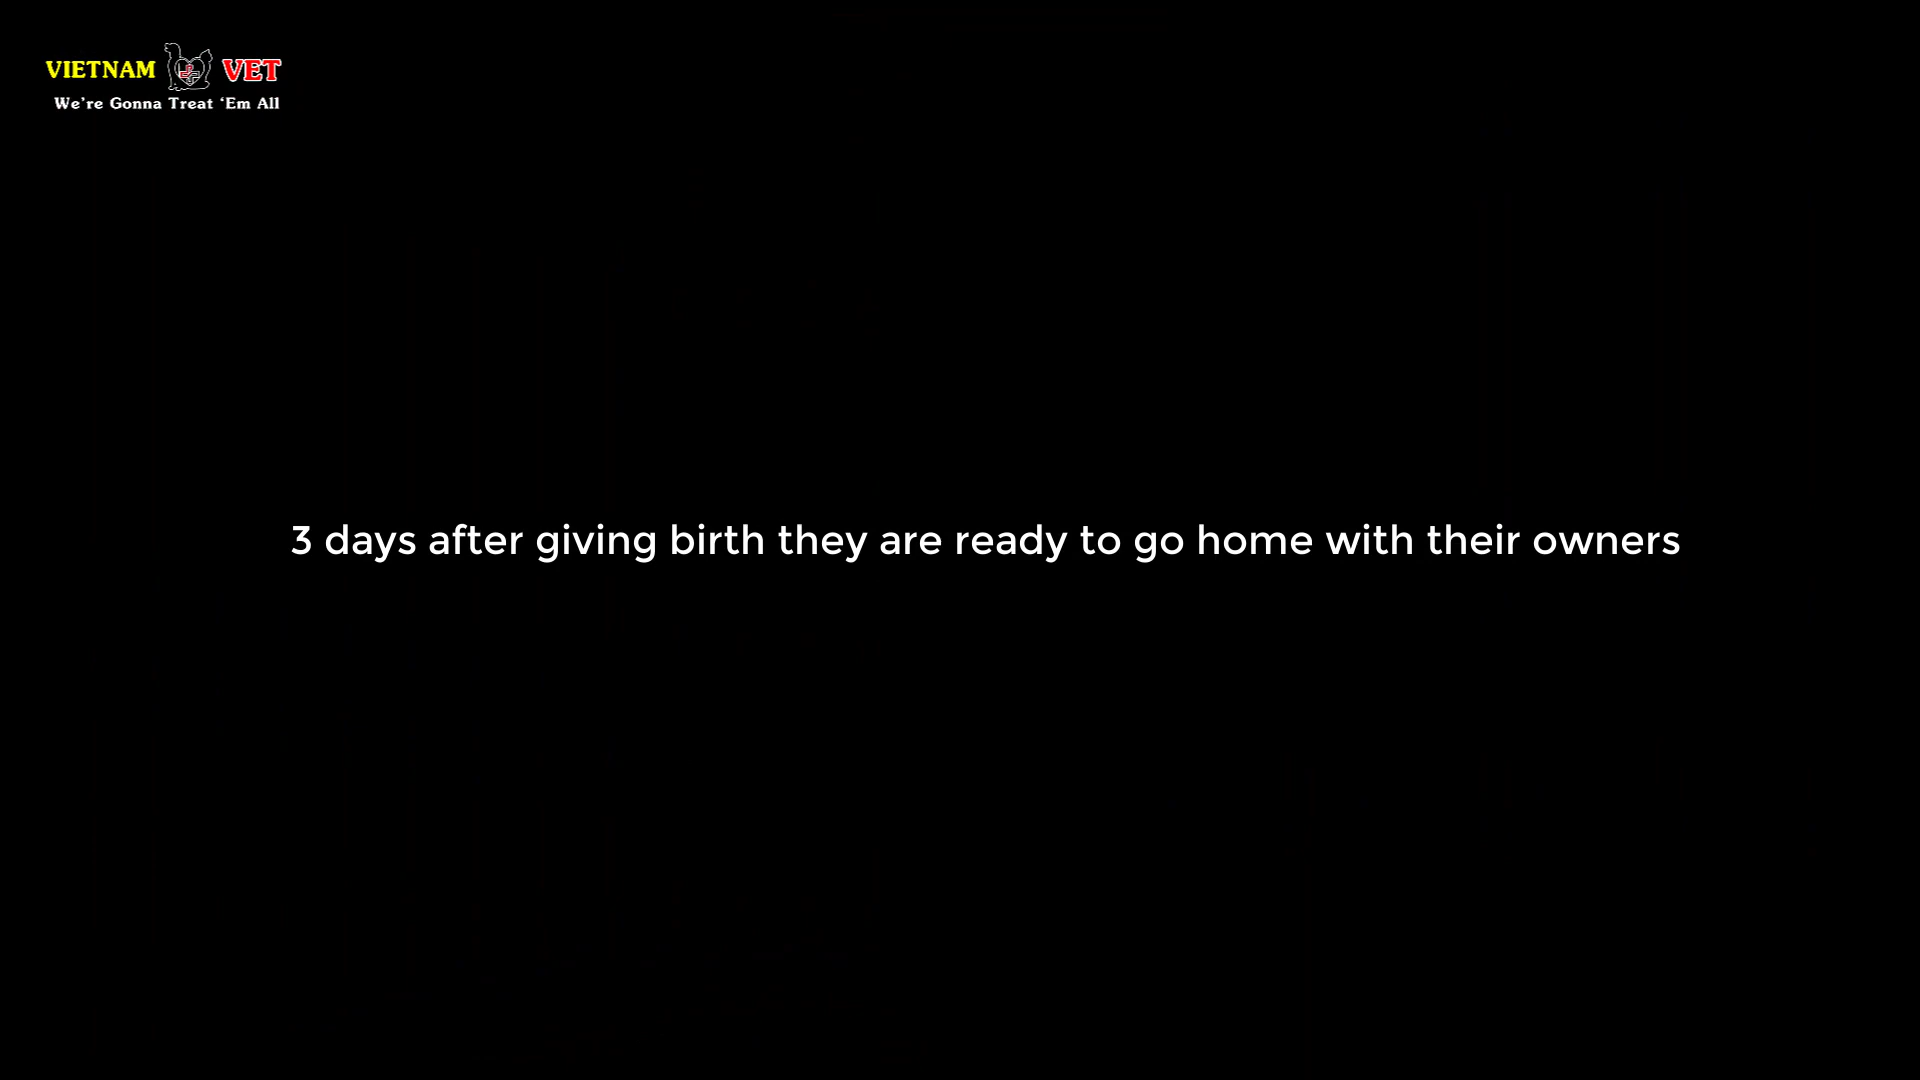 VIETNAM VET
We're Gonna Treat 'Em All
3 days after giving birth they are ready to go home with their owners